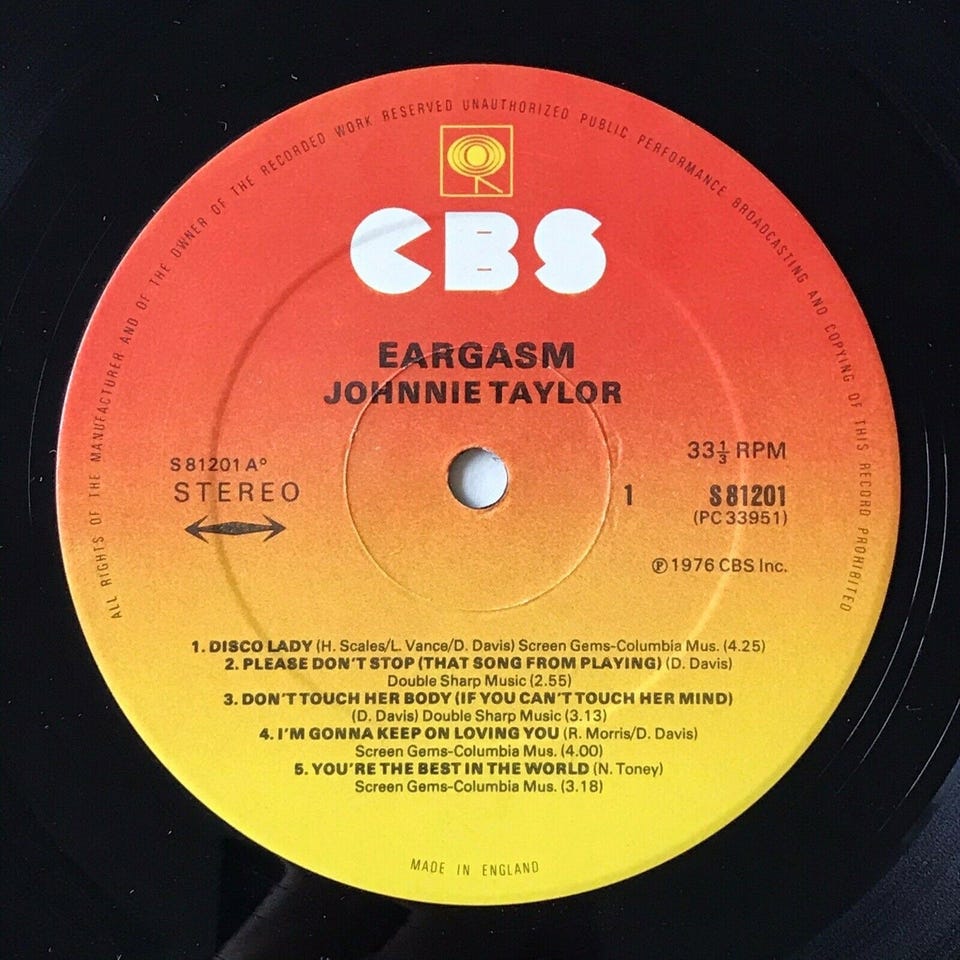 ALL RIGHTS OF THE MANUFACTURER AND OF THE OWNER OF THE RECORDED WORK RESERVED UNAUTHORIZED PUBLIC PERFORMANCE BROADCASTING AND COPYING OF THIS RECORD PROHIBITED
CBS
EARGASM
JOHNNIE TAYLOR
S 81201 A°
STEREO
33⅓ RPM
1 S 81201
(PC 33951)
℗ 1976 CBS Inc.
1. DISCO LADY (H. Scales/L. Vance/D. Davis) Screen Gems-Columbia Mus. (4.25)
2. PLEASE DON'T STOP (THAT SONG FROM PLAYING) (D. Davis)
Double Sharp Music (2.55)
3. DON'T TOUCH HER BODY (IF YOU CAN'T TOUCH HER MIND)
(D. Davis) Double Sharp Music (3.13)
4. I'M GONNA KEEP ON LOVING YOU (R. Morris/D. Davis)
Screen Gems-Columbia Mus. (4.00)
5. YOU'RE THE BEST IN THE WORLD (N. Toney)
Screen Gems-Columbia Mus. (3.18)
MADE IN ENGLAND